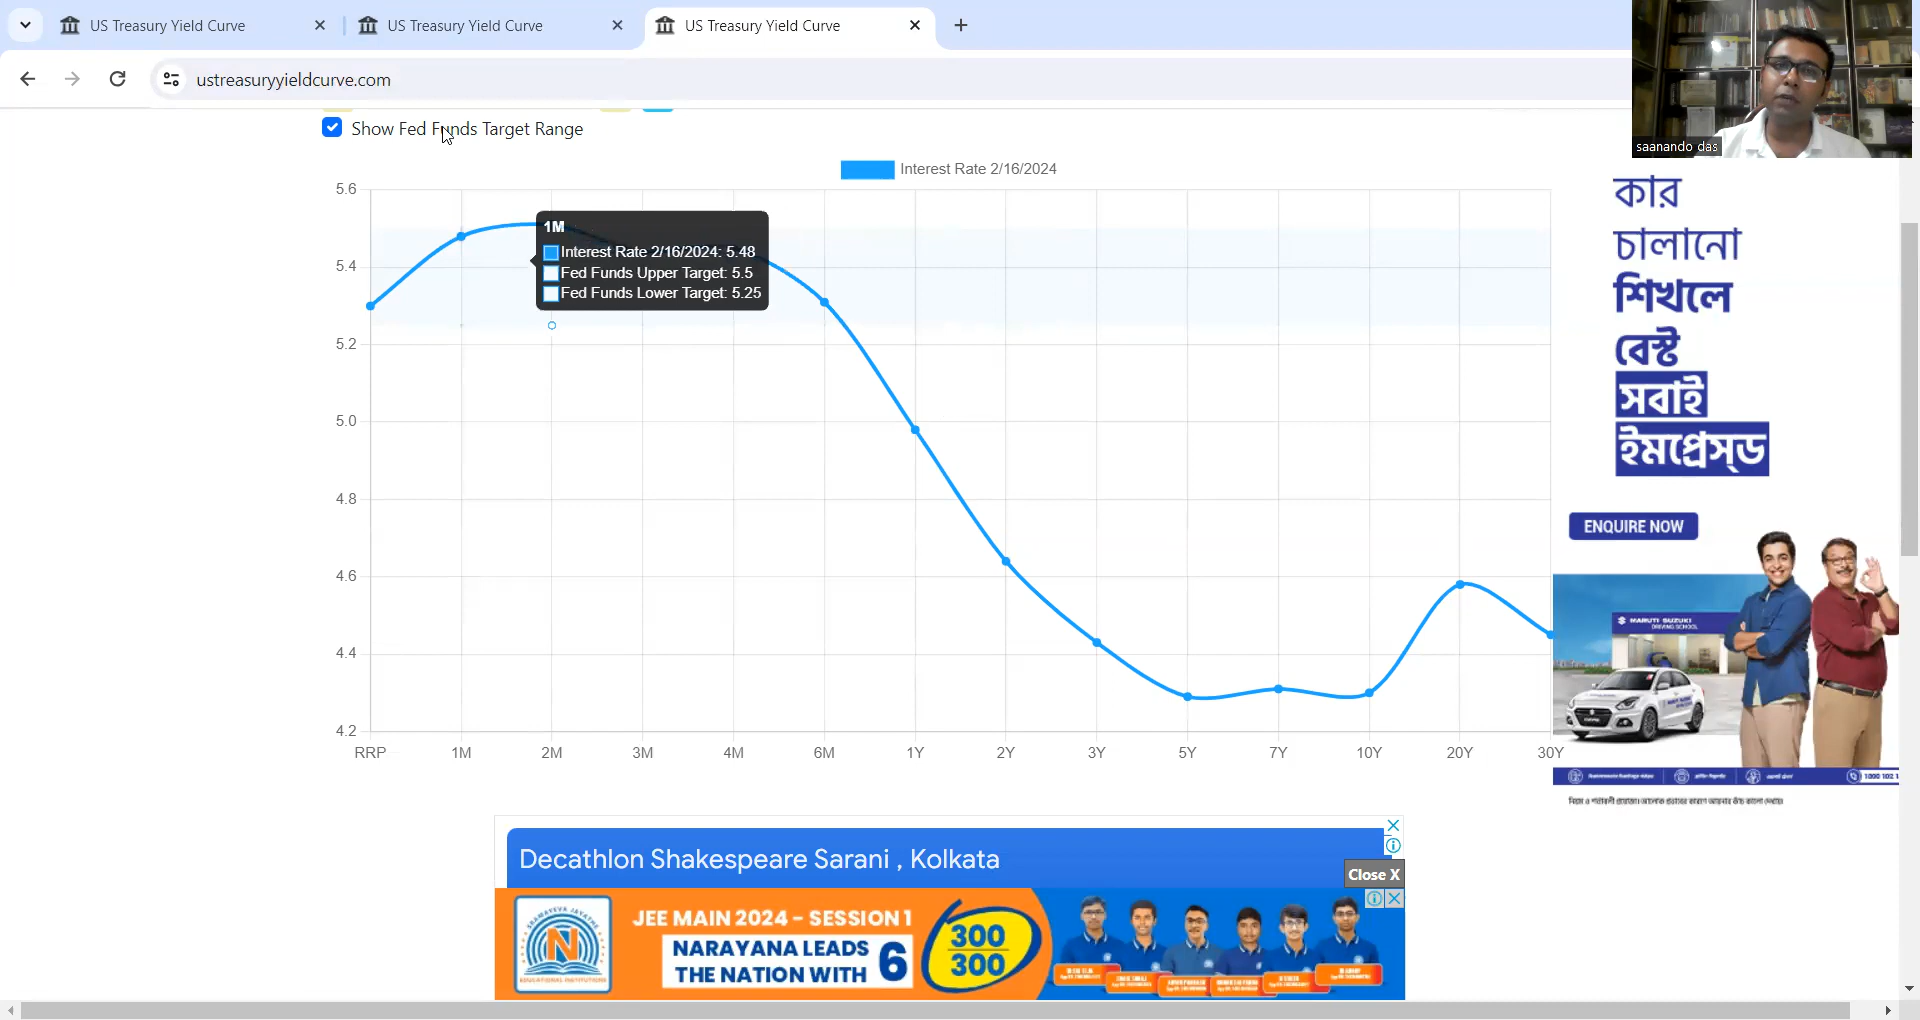 US Treasury Yield Curve
US Treasury Yield Curve
US Treasury Yield Curve
ustreasuryyieldcurve.com
saanando das
Show Fed Funds Target Range
Interest Rate 2/16/2024
5.6
5.4
5.2
5.0
4.8
4.6
4.4
4.2
1M
Interest Rate 2/16/2024: 5.48
Fed Funds Upper Target: 5.5
Fed Funds Lower Target: 5.25
RRP 1M 2M 3M 4M 6M 1Y 2Y 3Y 5Y 7Y 10Y 20Y 30Y
কার
চালানো
শিখলে
বেস্ট
সবাই
ইমপ্রেস্‌ড
ENQUIRE NOW
MARUTI SUZUKI
DRIVING SCHOOL
Decathlon Shakespeare Sarani , Kolkata
Close X
JEE MAIN 2024 - SESSION 1
NARAYANA LEADS
THE NATION WITH 6
300
300
N